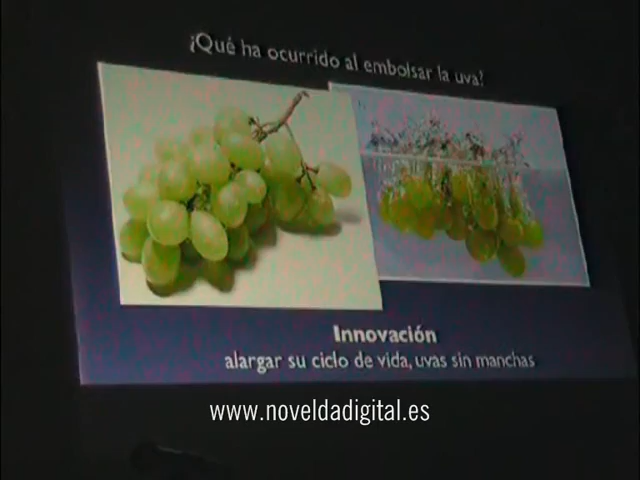 ¿Qué ha ocurrido al embolsar la uva?
Innovación
alargar su ciclo de vida, uvas sin manchas
www.noveldadigital.es